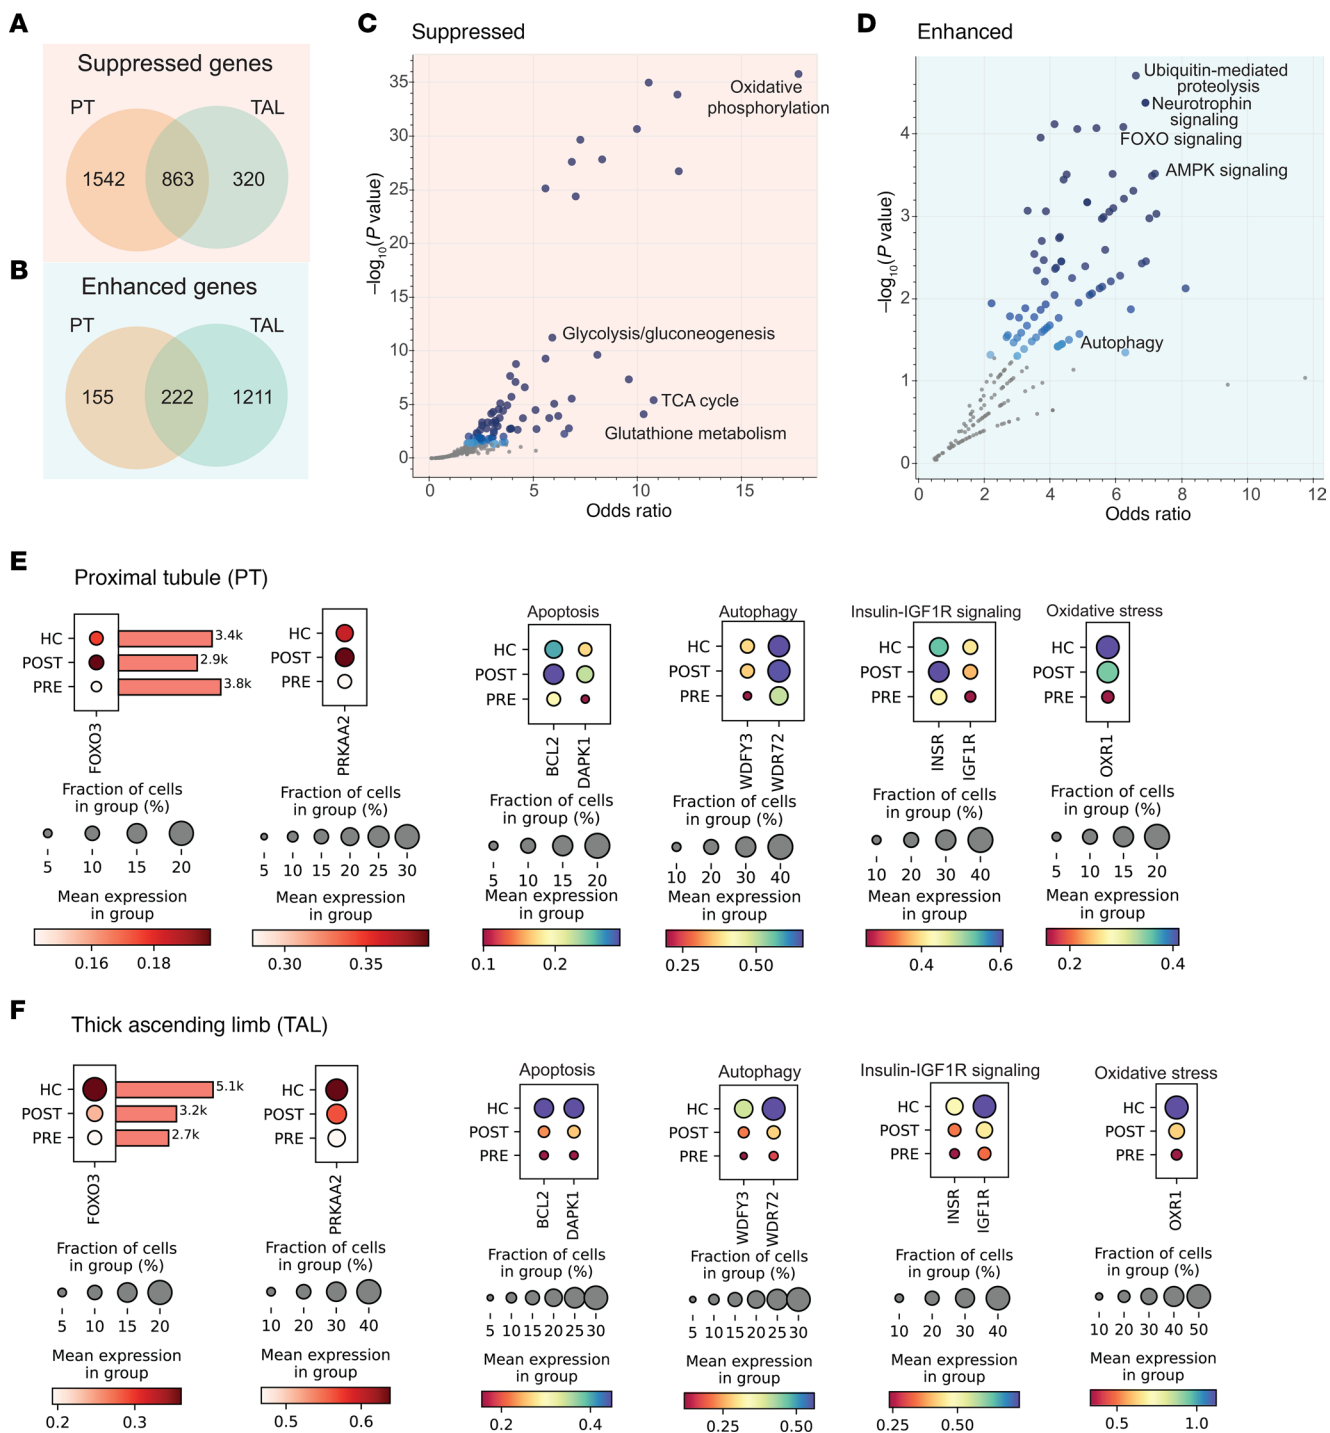 A
Suppressed genes
PT
TAL
1542
863
320
B
Enhanced genes
PT
TAL
155
222
1211
C
Suppressed
–log10(P value)
35
30
25
20
15
10
5
0
Oxidative
phosphorylation
Glycolysis/gluconeogenesis
TCA cycle
Glutathione metabolism
0
5
10
15
Odds ratio
D
Enhanced
–log10(P value)
4
3
2
1
0
Ubiquitin-mediated
proteolysis
Neurotrophin
signaling
FOXO signaling
AMPK signaling
Autophagy
0
2
4
6
8
10
12
Odds ratio
E
Proximal tubule (PT)
HC
POST
PRE
3.4k
2.9k
3.8k
FOXO3
Fraction of cells
in group (%)
5 10 15 20
Mean expression
in group
0.16 0.18
HC
POST
PRE
PRKAA2
Fraction of cells
in group (%)
5 10 15 20 25 30
Mean expression
in group
0.30 0.35
Apoptosis
HC
POST
PRE
BCL2
DAPK1
Fraction of cells
in group (%)
5 10 15 20
Mean expression
in group
0.1 0.2
Autophagy
HC
POST
PRE
WDFY3
WDR72
Fraction of cells
in group (%)
10 20 30 40
Mean expression
in group
0.25 0.50
Insulin-IGF1R signaling
HC
POST
PRE
INSR
IGF1R
Fraction of cells
in group (%)
10 20 30 40
Mean expression
in group
0.4 0.6
Oxidative stress
HC
POST
PRE
OXR1
Fraction of cells
in group (%)
5 10 15 20
Mean expression
in group
0.2 0.4
F
Thick ascending limb (TAL)
HC
POST
PRE
5.1k
3.2k
2.7k
FOXO3
Fraction of cells
in group (%)
5 10 15 20
Mean expression
in group
0.2 0.3
HC
POST
PRE
PRKAA2
Fraction of cells
in group (%)
10 20 30 40
Mean expression
in group
0.5 0.6
Apoptosis
HC
POST
PRE
BCL2
DAPK1
Fraction of cells
in group (%)
5 10 15 20 25 30
Mean expression
in group
0.2 0.4
Autophagy
HC
POST
PRE
WDFY3
WDR72
Fraction of cells
in group (%)
5 10 15 20 25 30
Mean expression
in group
0.25 0.50
Insulin-IGF1R signaling
HC
POST
PRE
INSR
IGF1R
Fraction of cells
in group (%)
10 20 30 40
Mean expression
in group
0.25 0.50
Oxidative stress
HC
POST
PRE
OXR1
Fraction of cells
in group (%)
10 20 30 40 50
Mean expression
in group
0.5 1.0